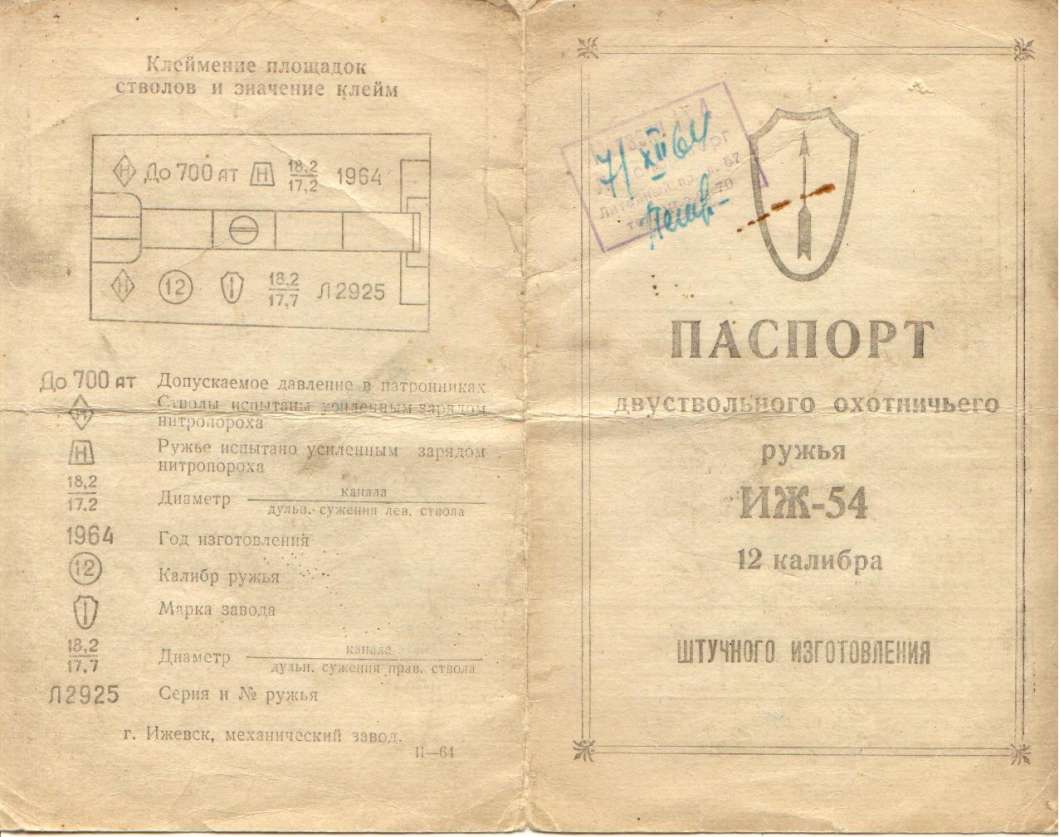 Клеймение площадок
стволов и значение клейм
Н До 700 ат Н 18,2 1964
17,2
12 18,2 Л2925
Н 17,7
До 700 ат Допускаемое давление в патронниках
Н Стволы испытаны усиленным зарядом
нитропороха
Н Ружье испытано усиленным зарядом
нитропороха
18,2 канала
17.2 Диаметр дульн. сужения лев. ствола
1964 Год изготовления
12 Калибр ружья
Марка завода
18,2 канала
17,7 Диаметр дульн. сужения прав. ствола
Л2925 Серия и № ружья
г. Ижевск, механический завод.
II—64
7/XII 64
ПАСПОРТ
двуствольного охотничьего
ружья
ИЖ-54
12 калибра
ШТУЧНОГО ИЗГОТОВЛЕНИЯ